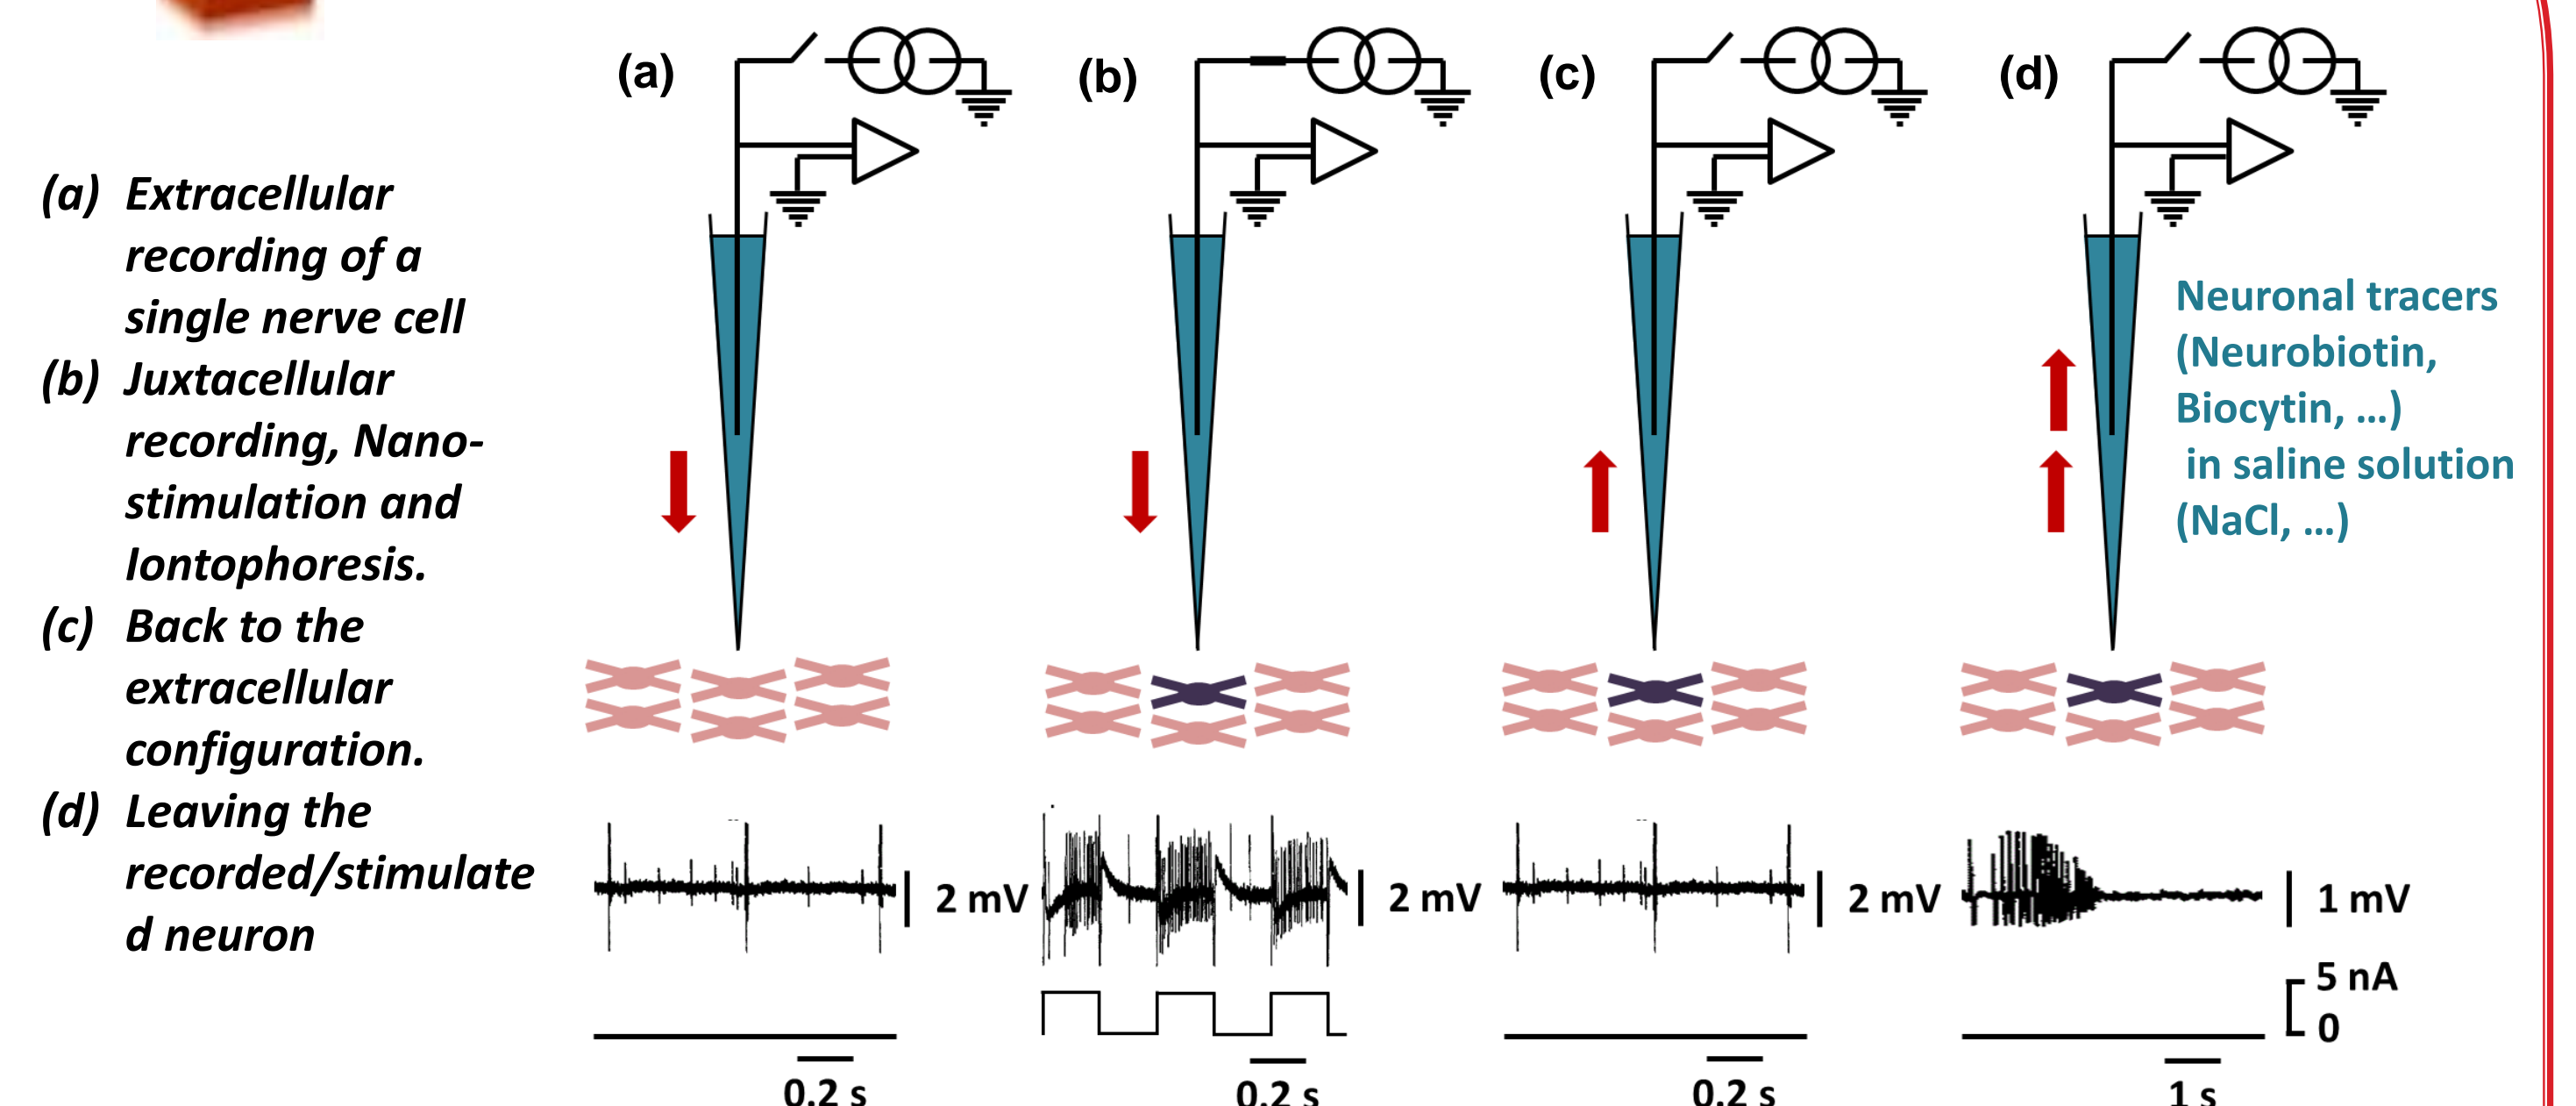 (a) Extracellular
recording of a
single nerve cell
(b) Juxtacellular
recording, Nano-
stimulation and
Iontophoresis.
(c) Back to the
extracellular
configuration.
(d) Leaving the
recorded/stimulate
d neuron
(a)
(b)
(c)
(d)
Neuronal tracers
(Neurobiotin,
Biocytin, ...)
in saline solution
(NaCl, ...)
2 mV
2 mV
2 mV
1 mV
5 nA
0
0.2 s
0.2 s
0.2 s
1 s